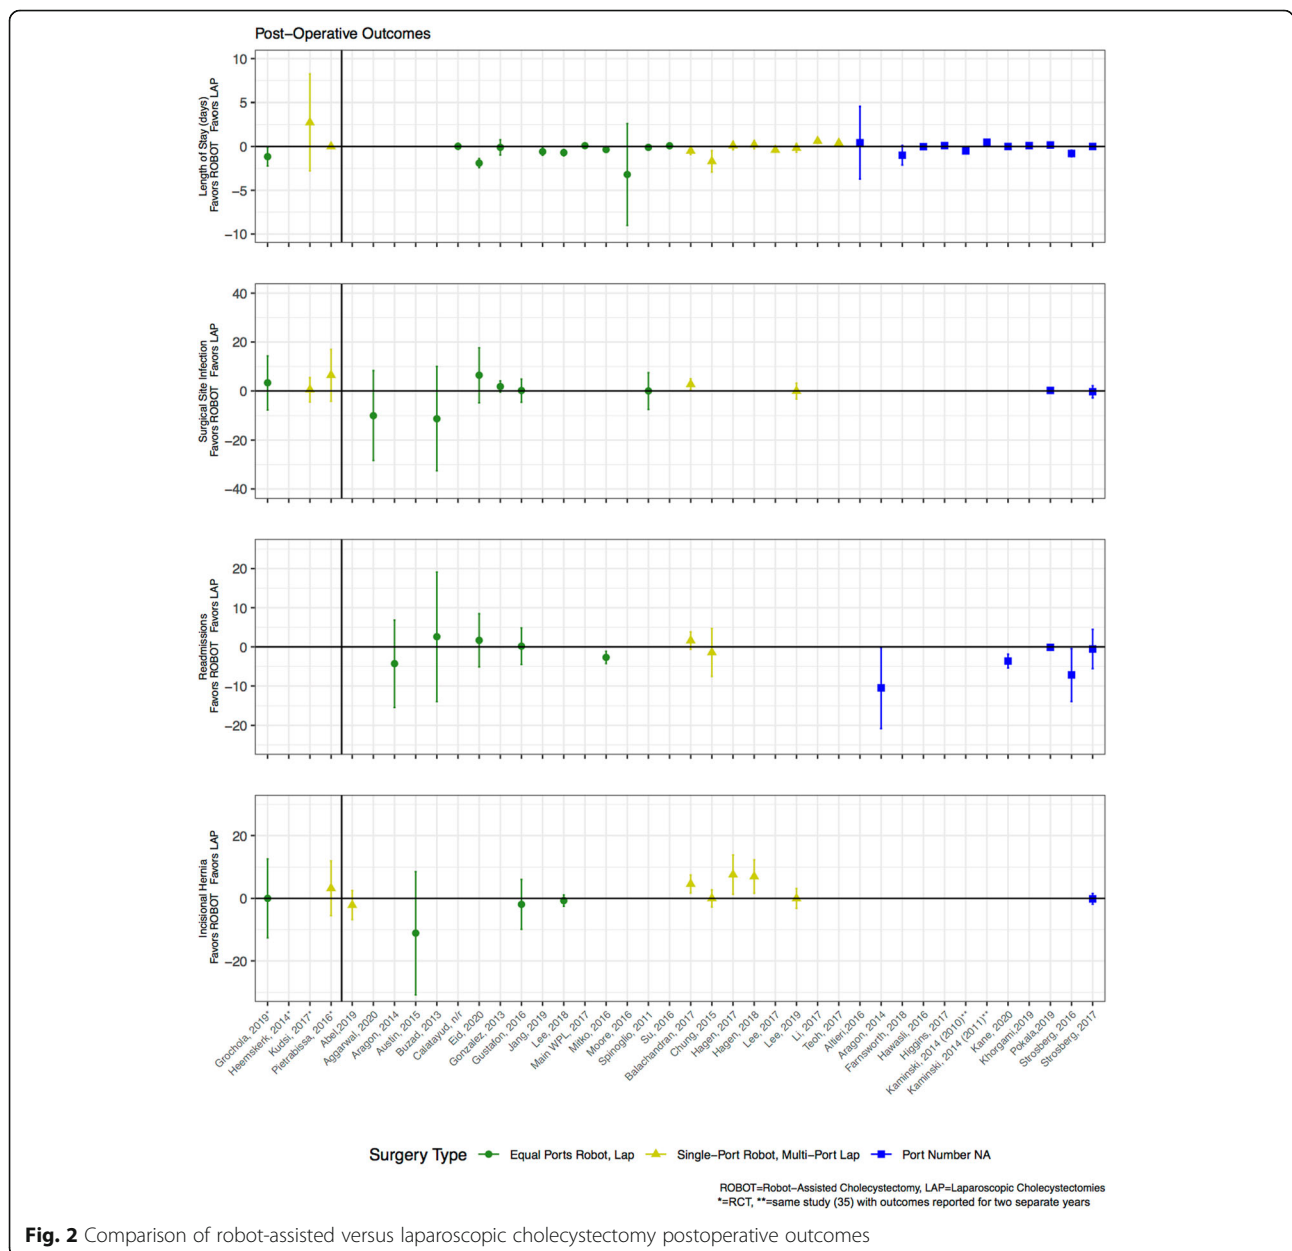 Post–Operative Outcomes
Length of Stay (days)
Favors ROBOT Favors LAP
10
5
0
−5
−10
Surgical Site Infection
Favors ROBOT Favors LAP
40
20
0
−20
−40
Readmissions
Favors ROBOT Favors LAP
20
10
0
−10
−20
Incisional Hernia
Favors ROBOT Favors LAP
20
0
−20
Grochola, 2019*
Heemskerk, 2014*
Kudsi, 2017*
Pietrabissa, 2016*
Abel,2019
Aggarwal, 2020
Aragon, 2014
Austin, 2015
Buzad, 2013
Calatayud, n/r
Eid, 2020
Gonzalez, 2013
Gustafon, 2016
Jang, 2019
Lee, 2018
Main WPL, 2017
Mitko, 2016
Moore, 2016
Spinoglio, 2011
Su, 2016
Balachandran, 2017
Chung, 2015
Hagen, 2017
Hagen, 2018
Lee, 2017
Lee, 2019
Li, 2017
Teoh, 2017
Altieri,2016
Aragon, 2014
Farnsworth, 2018
Hawasli, 2016
Higgins, 2017
Kaminski, 2014 (2010)**
Kaminski, 2014 (2011)**
Kane, 2020
Khorgami,2019
Pokala,2019
Strosberg, 2016
Strosberg, 2017
Surgery Type Equal Ports Robot, Lap Single–Port Robot, Multi–Port Lap Port Number NA
ROBOT=Robot–Assisted Cholecystectomy, LAP=Laparoscopic Cholecystectomies
*=RCT, **=same study (35) with outcomes reported for two separate years
Fig. 2 Comparison of robot-assisted versus laparoscopic cholecystectomy postoperative outcomes